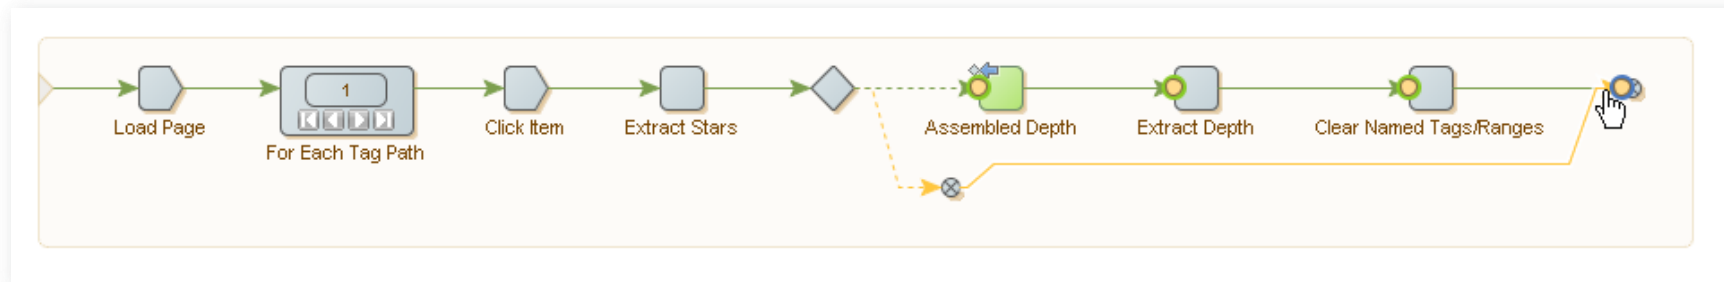 1
Load Page
For Each Tag Path
Click Item
Extract Stars
Assembled Depth
Extract Depth
Clear Named Tags/Ranges